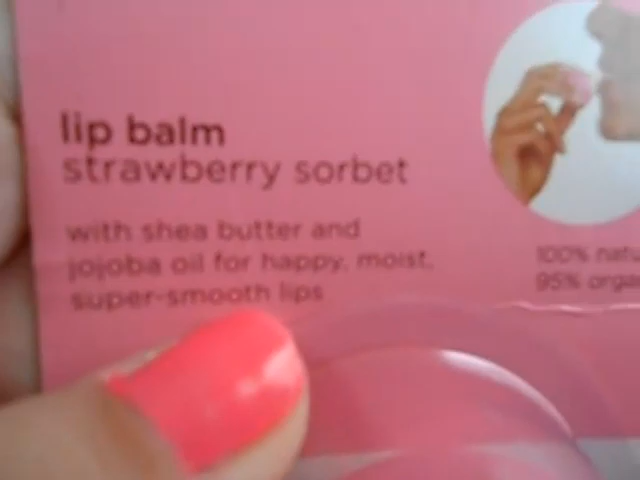 lip balm
strawberry sorbet
with shea butter and
jojoba oil for happy, moist,
super-smooth lips
100% natu
95% orga